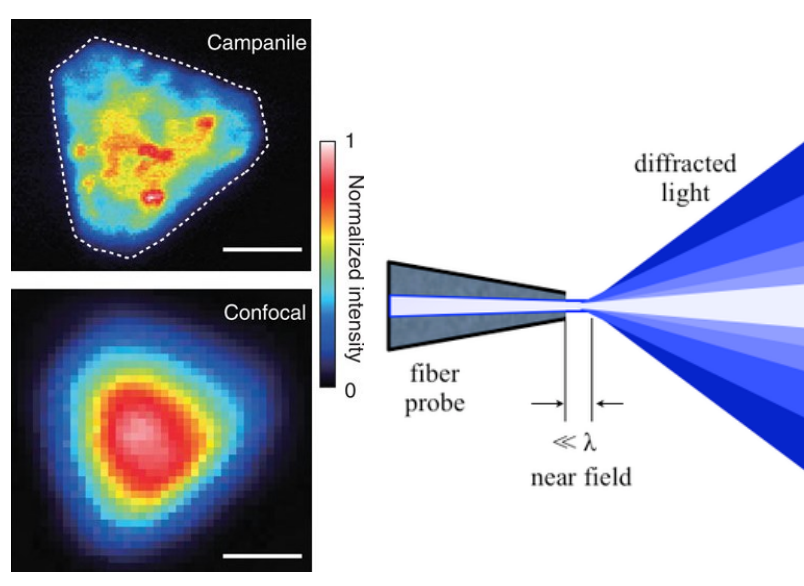 Campanile
Confocal
1
Normalized intensity
0
diffracted
light
fiber
probe
≪ λ
near field